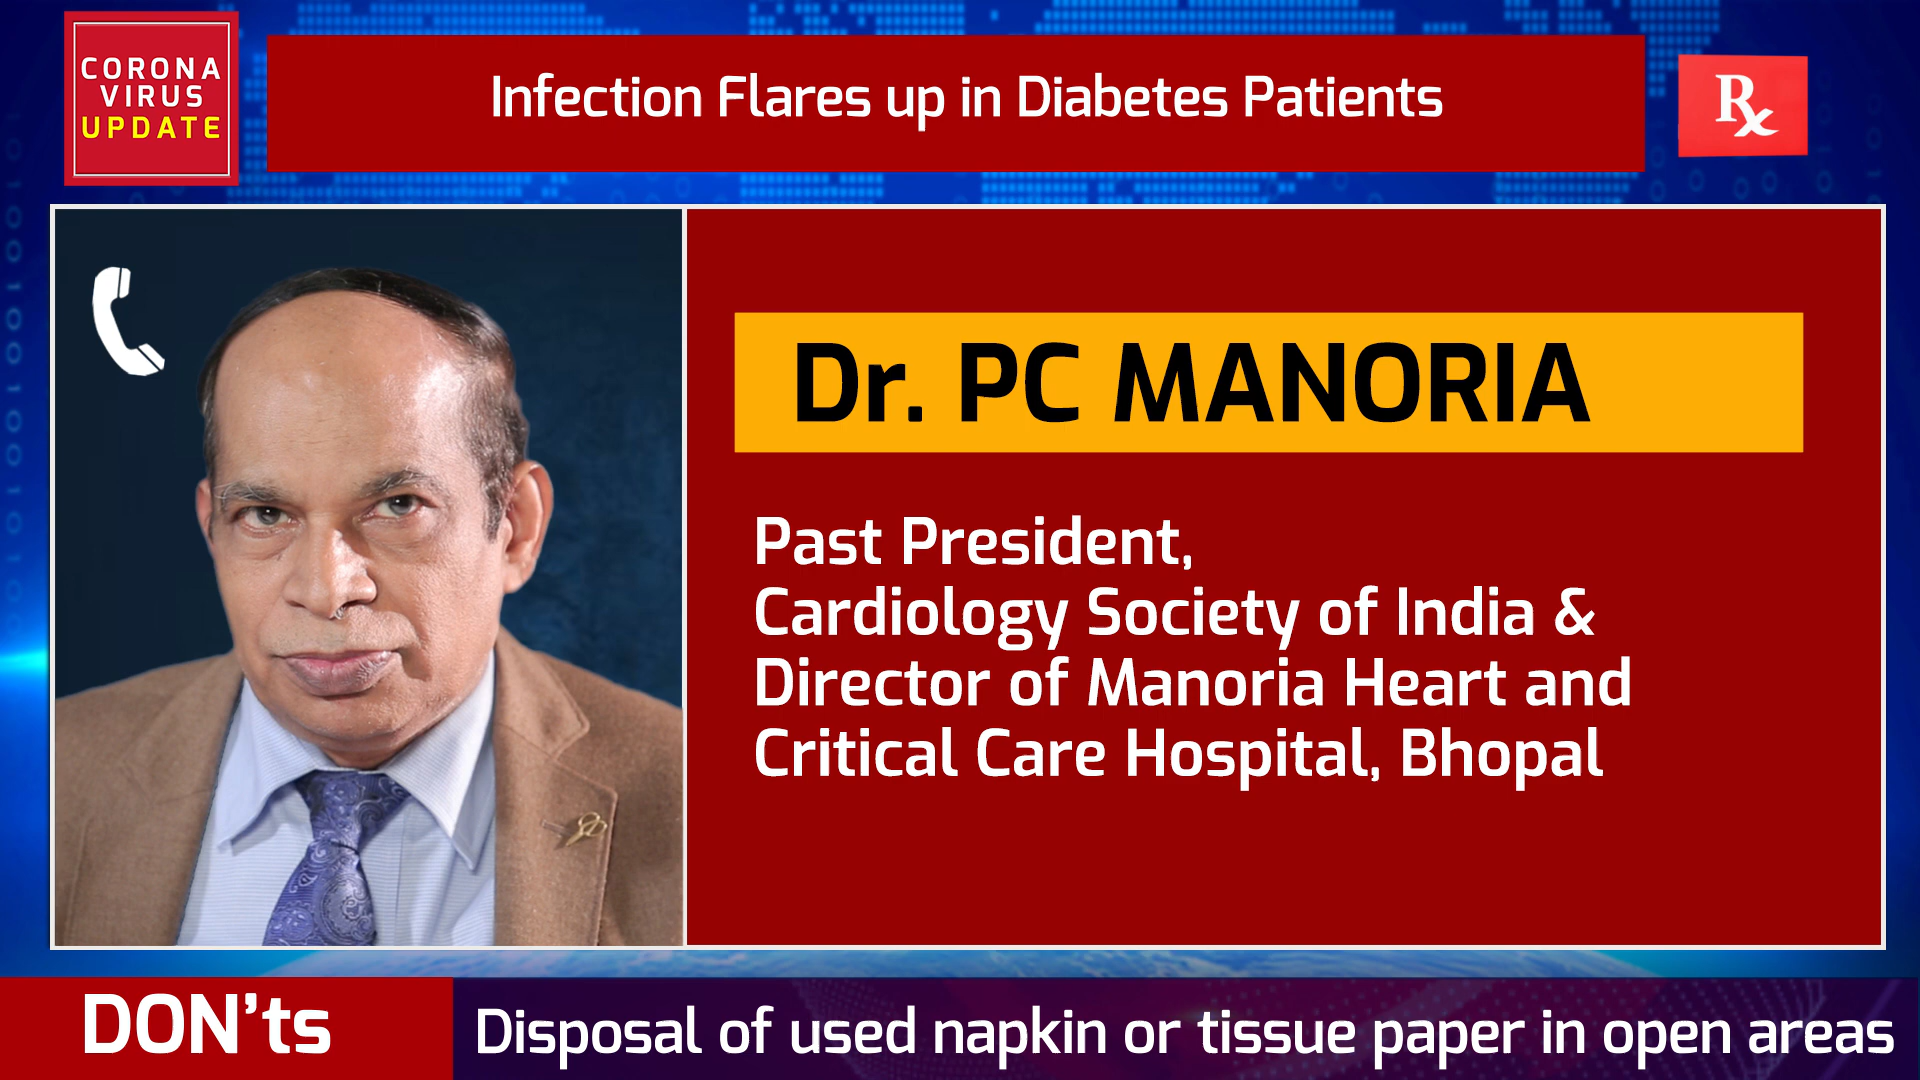 CORONA
VIRUS
UPDATE
Infection Flares up in Diabetes Patients
Rx
Dr. PC MANORIA
Past President,
Cardiology Society of India &
Director of Manoria Heart and
Critical Care Hospital, Bhopal
DON'ts
Disposal of used napkin or tissue paper in open areas